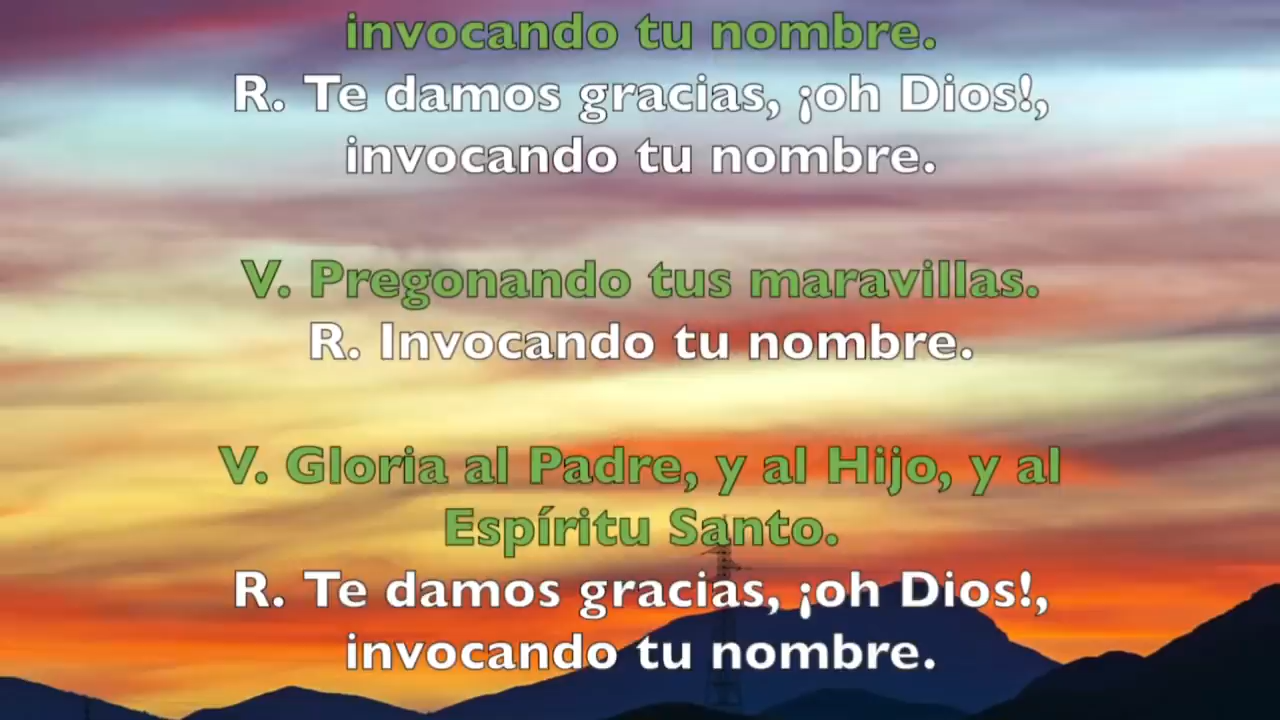 invocando tu nombre.
R. Te damos gracias, ¡oh Dios!,
invocando tu nombre.
V. Pregonando tus maravillas.
R. Invocando tu nombre.
V. Gloria al Padre, y al Hijo, y al
Espíritu Santo.
R. Te damos gracias, ¡oh Dios!,
invocando tu nombre.